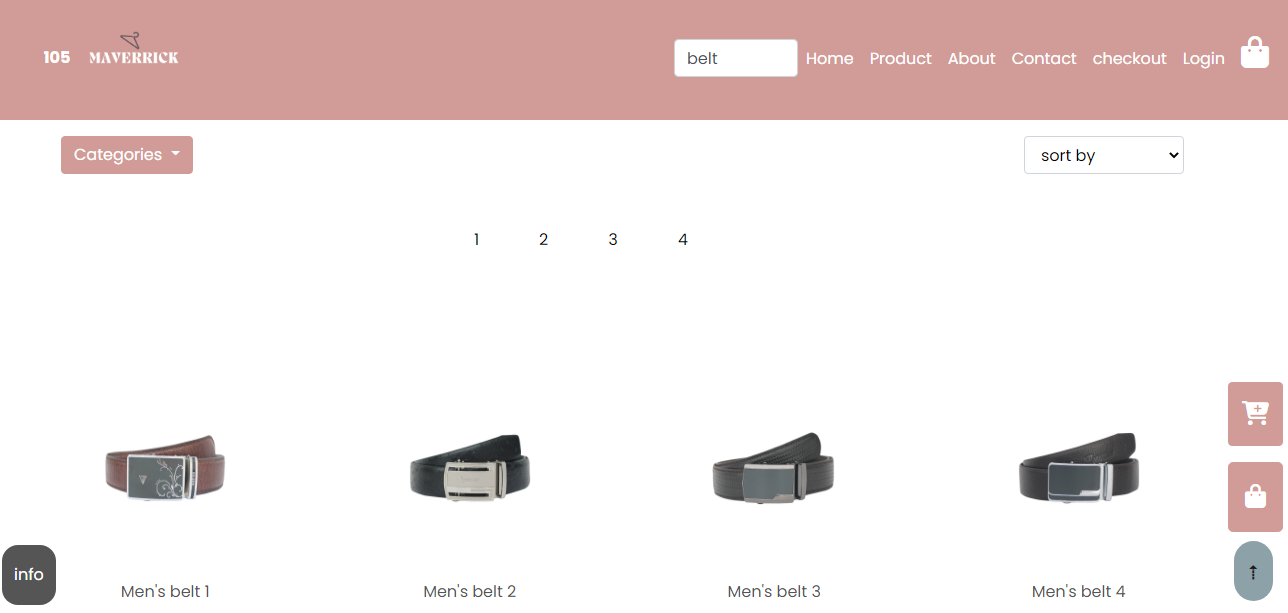 105 MAVERRICK belt Home Product About Contact checkout Login
Categories sort by
1 2 3 4
info
Men's belt 1 Men's belt 2 Men's belt 3 Men's belt 4